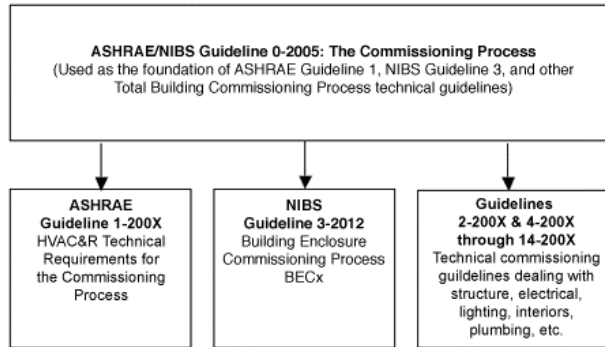 ASHRAE/NIBS Guideline 0-2005: The Commissioning Process
(Used as the foundation of ASHRAE Guideline 1, NIBS Guideline 3, and other
Total Building Commissioning Process technical guidelines)
ASHRAE
Guideline 1-200X
HVAC&R Technical
Requirements for
the Commissioning
Process
NIBS
Guideline 3-2012
Building Enclosure
Commissioning Process
BECx
Guidelines
2-200X & 4-200X
through 14-200X
Technical commissioning
guildelines dealing with
structure, electrical,
lighting, interiors,
plumbing, etc.